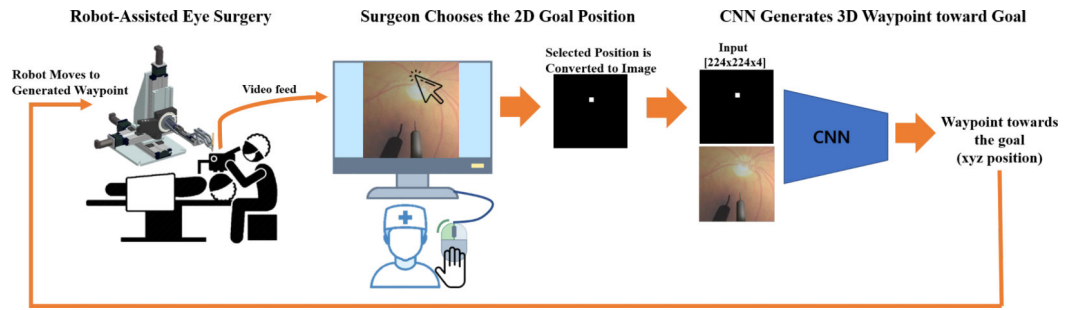 Robot-Assisted Eye Surgery
Surgeon Chooses the 2D Goal Position
CNN Generates 3D Waypoint toward Goal
Robot Moves to
Generated Waypoint
Video feed
Selected Position is
Converted to Image
Input
[224x224x4]
CNN
Waypoint towards
the goal
(xyz position)